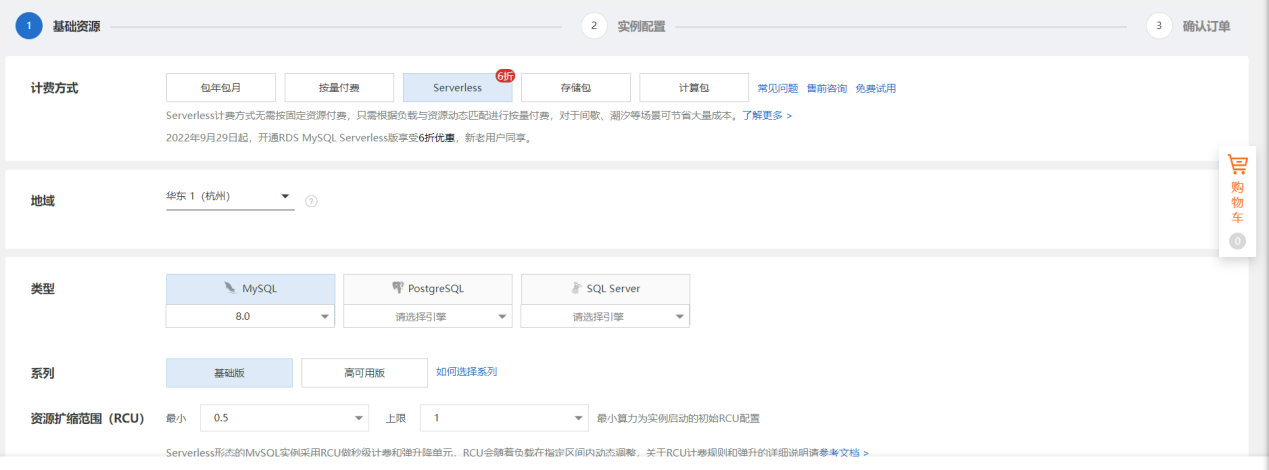 1 基础资源 2 实例配置 3 确认订单
计费方式 包年包月 按量付费 Serverless 6折 存储包 计算包 常见问题 售前咨询 免费试用
Serverless计费方式无需按固定资源付费，只需根据负载与资源动态匹配进行按量付费，对于间歇、潮汐等场景可节省大量成本。了解更多 >
2022年9月29日起，开通RDS MySQL Serverless版享受6折优惠，新老用户同享。
购物车 0
地域 华东 1（杭州） ?
类型 MySQL PostgreSQL SQL Server
8.0 请选择引擎 请选择引擎
系列 基础版 高可用版 如何选择系列
资源扩缩范围（RCU） 最小 0.5 上限 1 最小算力为实例启动的初始RCU配置
Serverless形态的MySQL实例采用RCU做秒级计费和弹升降单元，RCU会随着负载在指定区间内动态调整，关于RCU计费规则和弹升的详细说明请参考文档 >